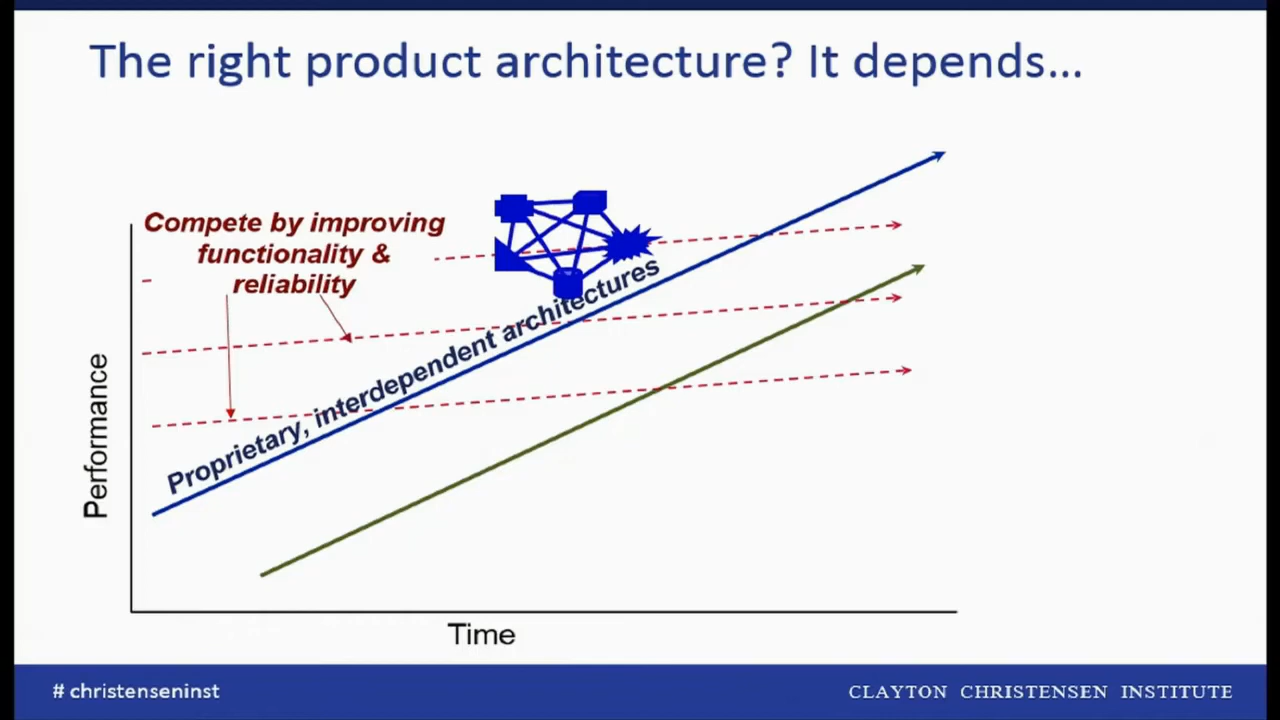 The right product architecture? It depends...
Compete by improving
functionality &
reliability
Proprietary, interdependent architectures
Performance
Time
# christenseninst
CLAYTON CHRISTENSEN INSTITUTE